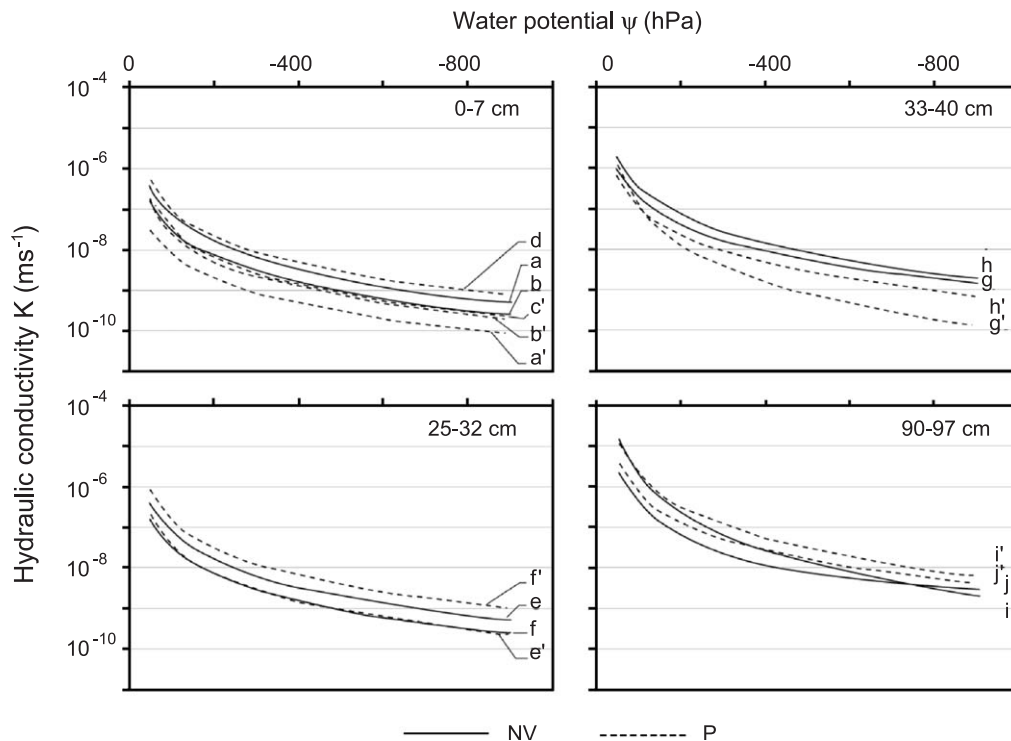 Water potential ψ (hPa)
0 -400 -800 0 -400 -800
Hydraulic conductivity K (ms⁻¹)
10⁻⁴
10⁻⁶
10⁻⁸
10⁻¹⁰
0-7 cm
d
a
b
c'
b'
a'
33-40 cm
h
g
h'
g'
10⁻⁴
10⁻⁶
10⁻⁸
10⁻¹⁰
25-32 cm
f'
e
f
e'
90-97 cm
i'
j'
j
i
NV P